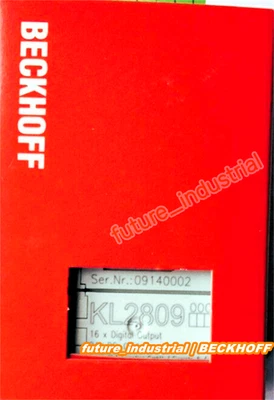 BECKHOFF
future_industrial
Ser.Nr.: 09140002
KL2809
16 x Digital Output
future_industrial | BECKHOFF